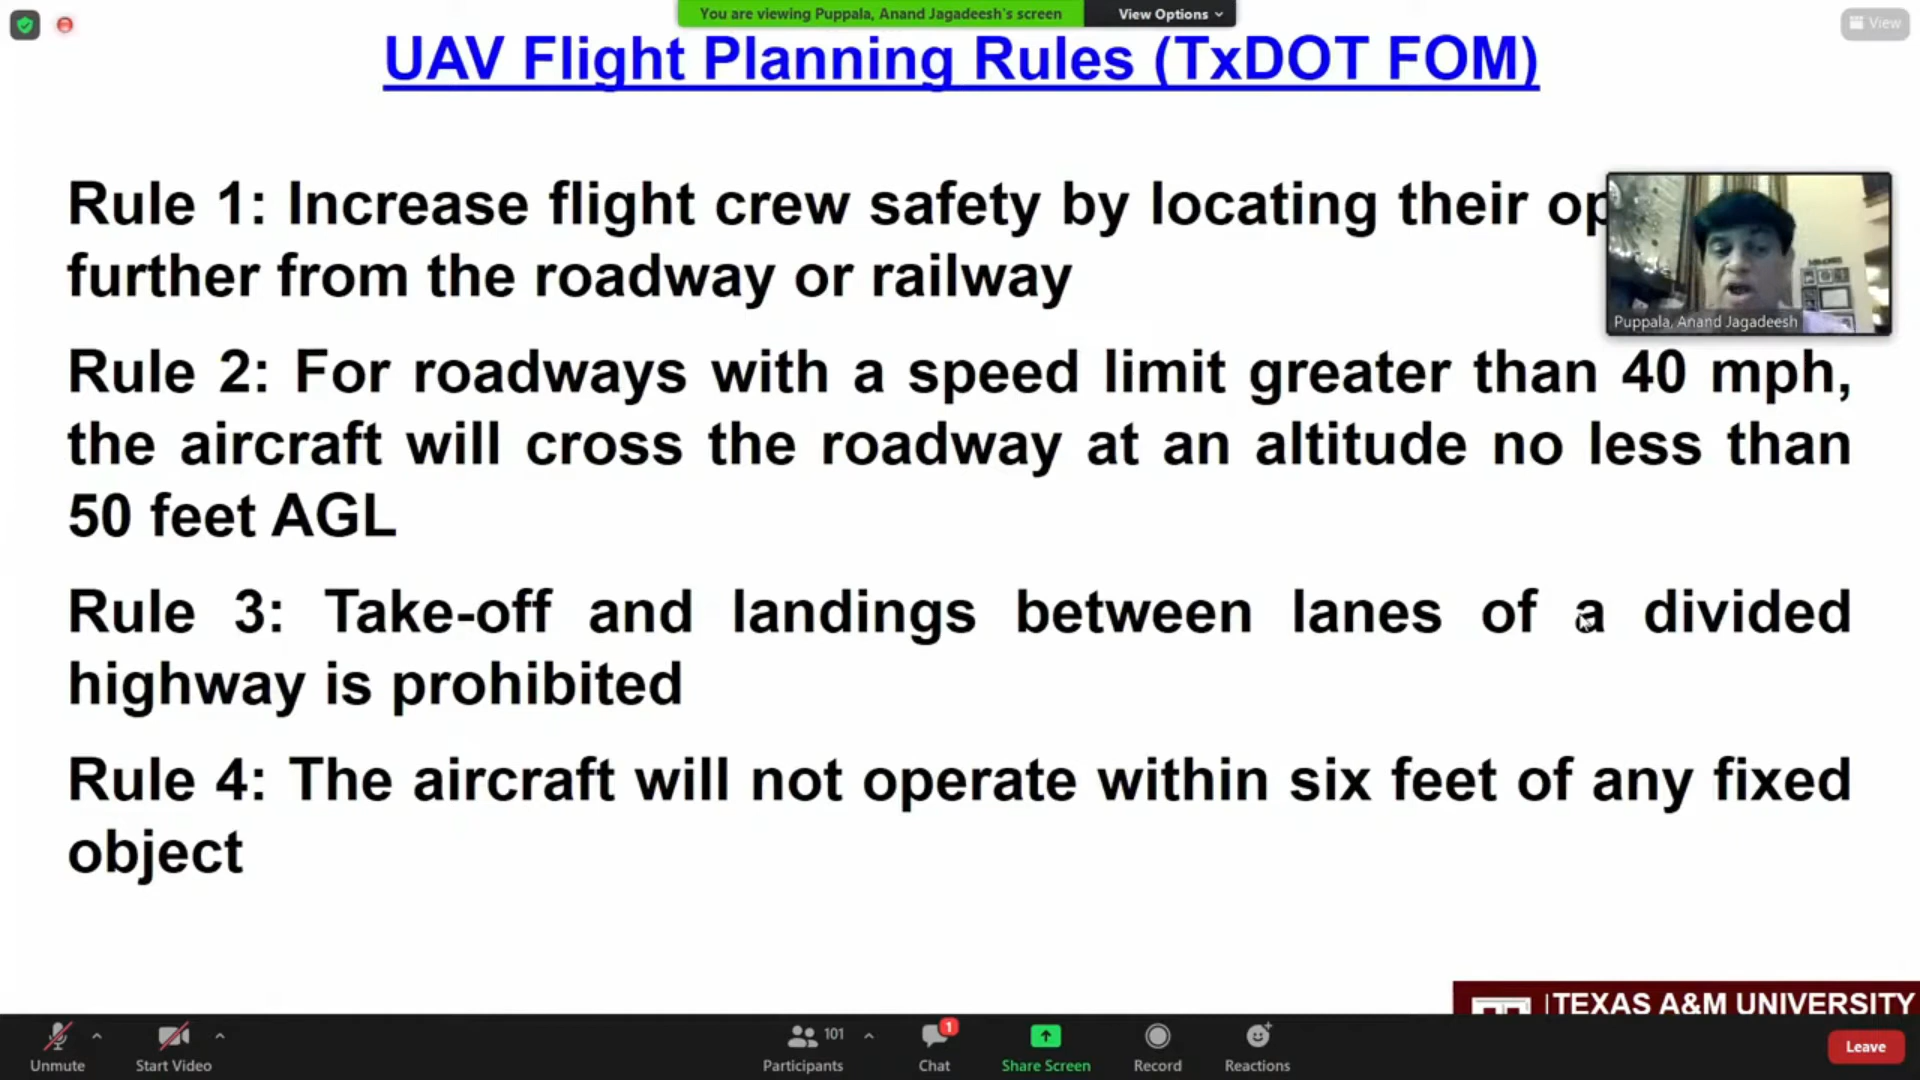 You are viewing Puppala, Anand Jagadeesh's screen
View Options
View
UAV Flight Planning Rules (TxDOT FOM)
Rule 1: Increase flight crew safety by locating their
further from the roadway or railway
Puppala, Anand Jagadeesh
Rule 2: For roadways with a speed limit greater than 40 mph,
the aircraft will cross the roadway at an altitude no less than
50 feet AGL
Rule 3: Take-off and landings between lanes of a divided
highway is prohibited
Rule 4: The aircraft will not operate within six feet of any fixed
object
TEXAS A&M UNIVERSITY
Unmute
Start Video
101
Participants
1
Chat
Share Screen
Record
Reactions
Leave